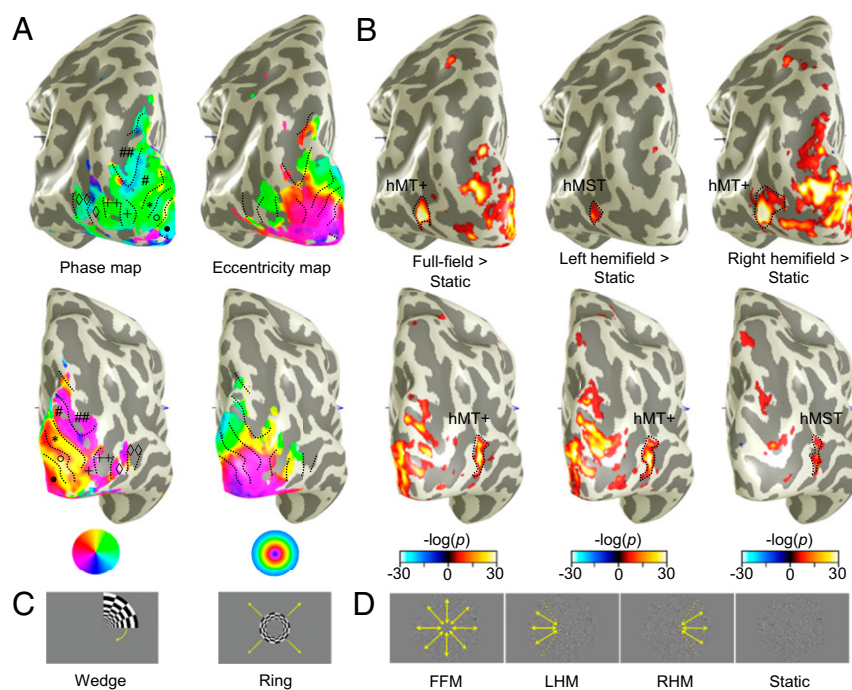 A
B
## # ◊◊ ◊ ++ + * ○ ●
hMT+
hMST
hMT+
Phase map
Eccentricity map
Full-field >
Static
Left hemifield >
Static
Right hemifield >
Static
# ## * ○ ++ + ◊◊ ◊ ●
hMT+
hMT+
hMST
-log(p)
-log(p)
-log(p)
-30 0 30
-30 0 30
-30 0 30
C
D
Wedge
Ring
FFM
LHM
RHM
Static